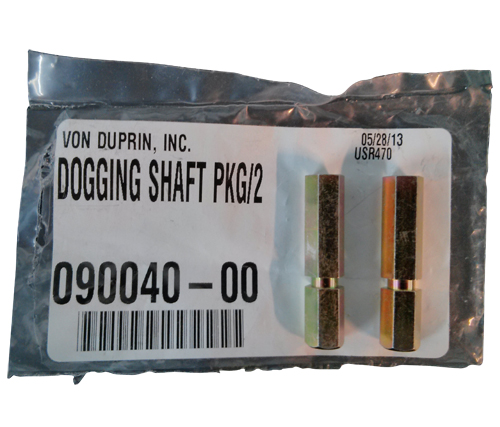 VON DUPRIN, INC.
05/28/13
USR470
DOGGING SHAFT PKG/2
090040-00